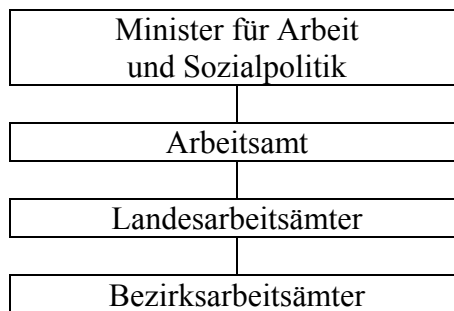 Minister für Arbeit
und Sozialpolitik
Arbeitsamt
Landesarbeitsämter
Bezirksarbeitsämter